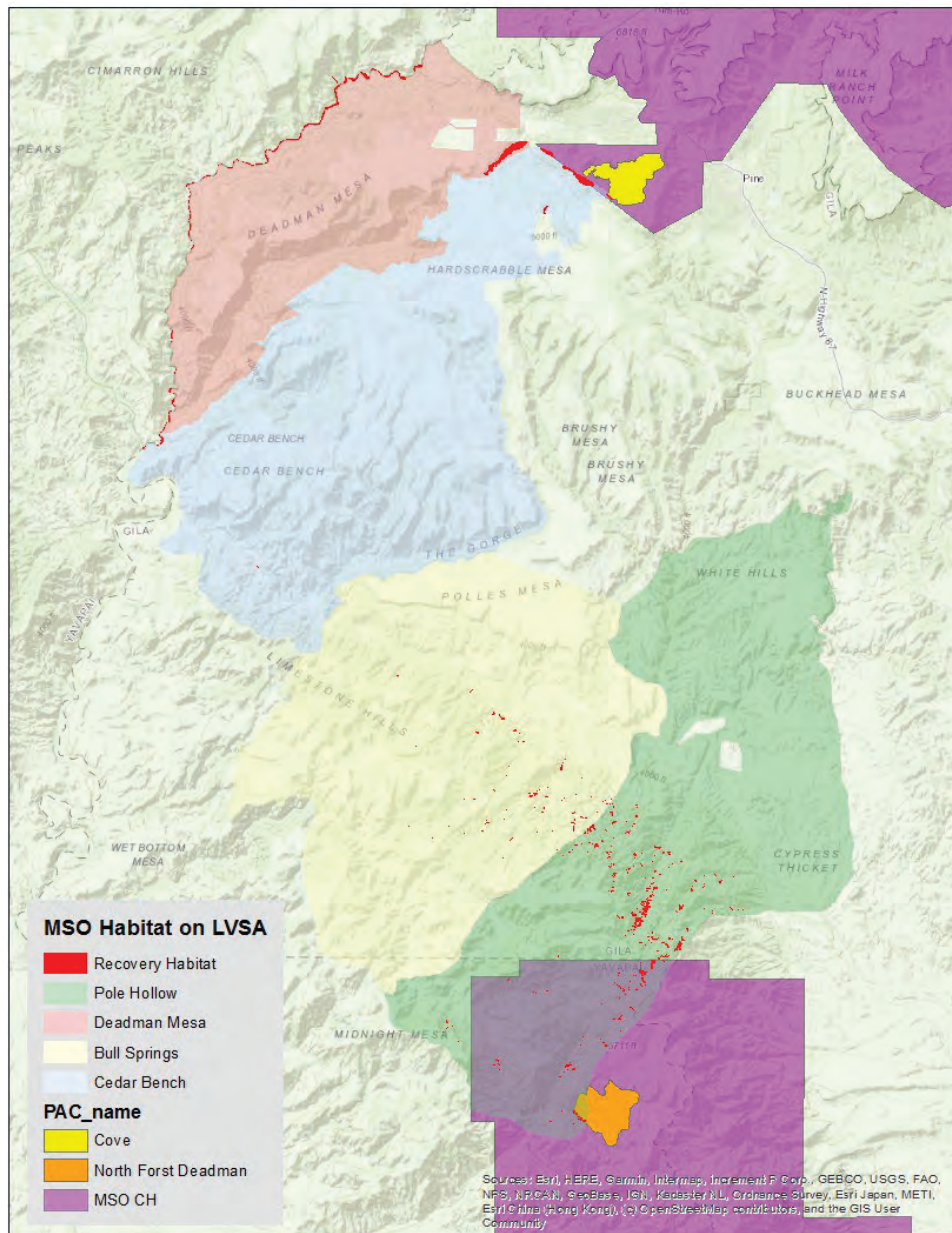 6816 ft
CIMARRON HILLS
MILK
RANCH
POINT
PEAKS
Pine
GILA
DEADMAN MESA
5000 ft
HARDSCRABBLE MESA
N Highway 87
BUCKHEAD MESA
BRUSHY
MESA
CEDAR BENCH
CEDAR BENCH
BRUSHY
MESA
GILA
THE GORGE
WHITE HILLS
POLLES MESA
YAVAPAI
LIMESTONE HILLS
WET BOTTOM
MESA
CYPRESS
THICKET
GILA
YAVAPAI
MIDNIGHT MESA
MSO Habitat on LVSA
Recovery Habitat
Pole Hollow
Deadman Mesa
Bull Springs
Cedar Bench
PAC_name
Cove
North Forst Deadman
MSO CH
Sources: Esri, HERE, Garmin, Intermap, increment P Corp., GEBCO, USGS, FAO,
NPS, NRCAN, GeoBase, IGN, Kadaster NL, Ordnance Survey, Esri Japan, METI,
Esri China (Hong Kong), (c) OpenStreetMap contributors, and the GIS User
Community